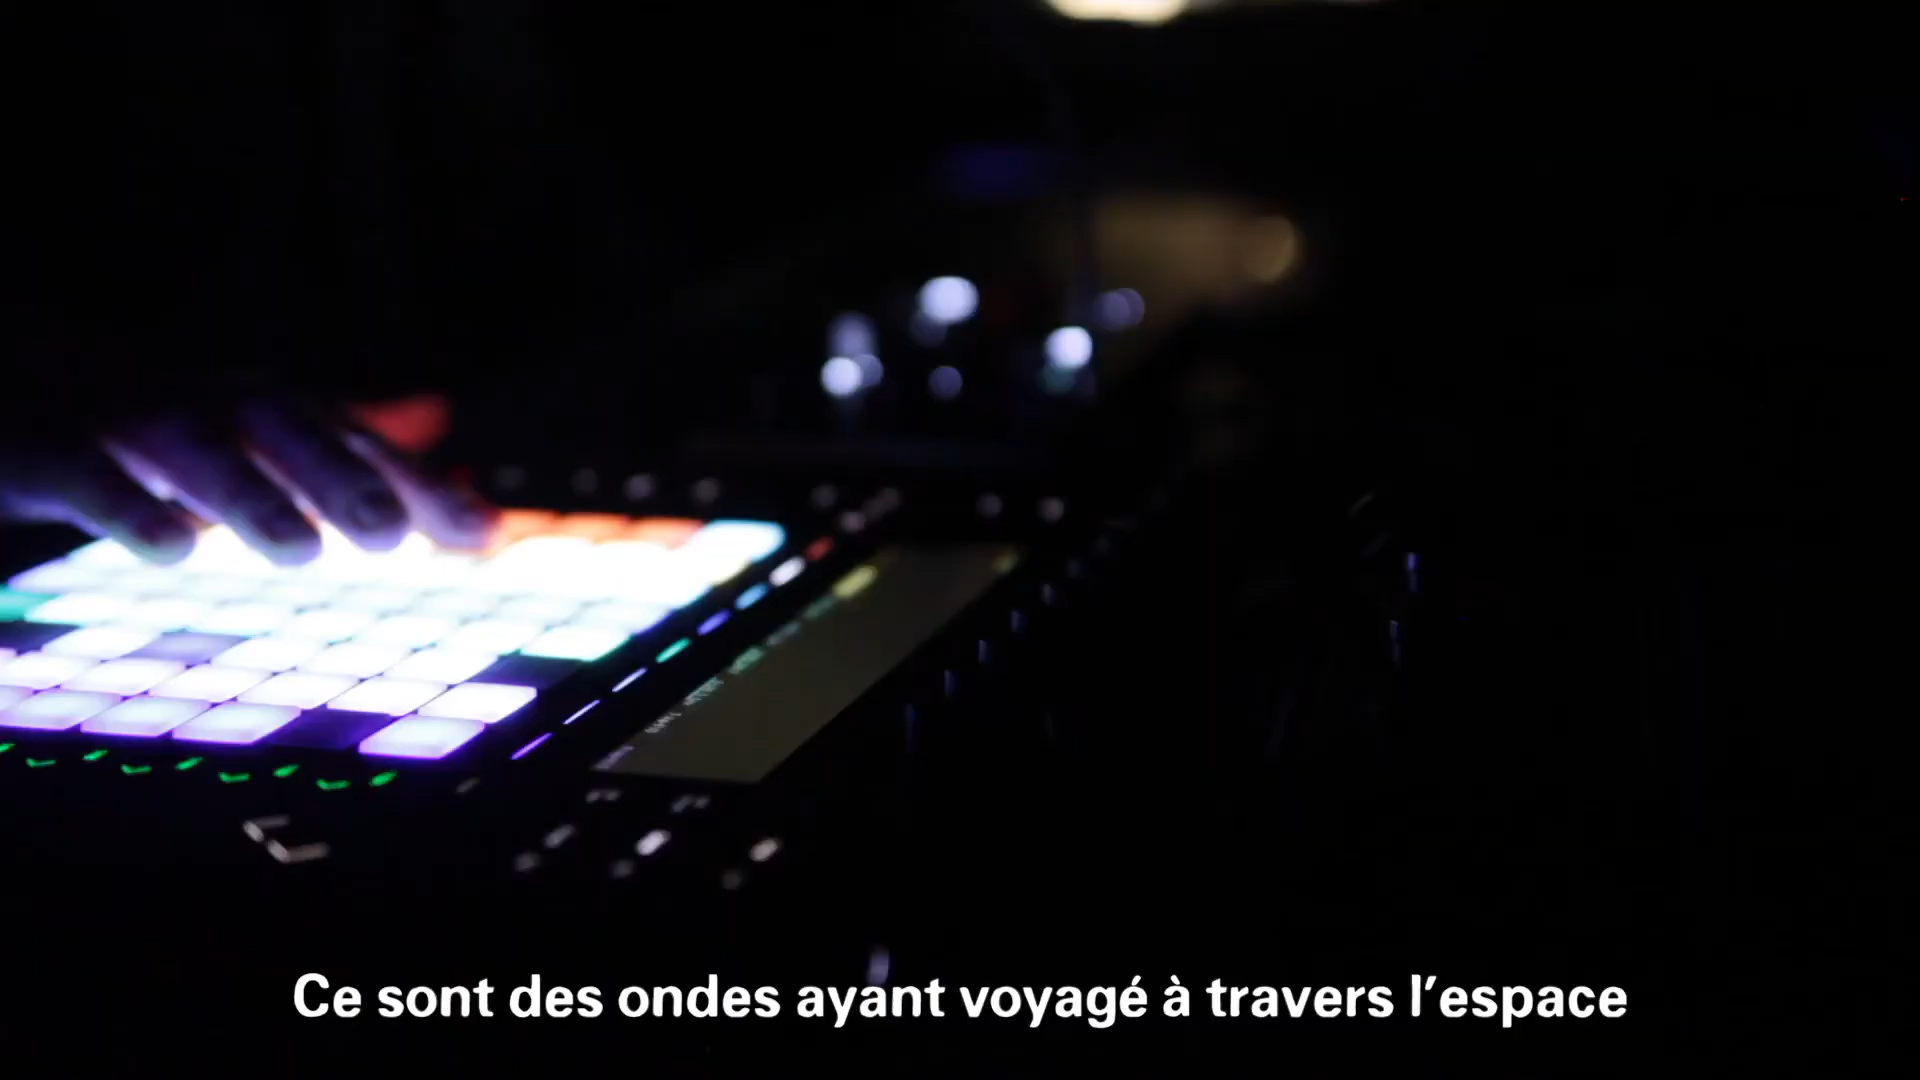 Ce sont des ondes ayant voyagé à travers l’espace